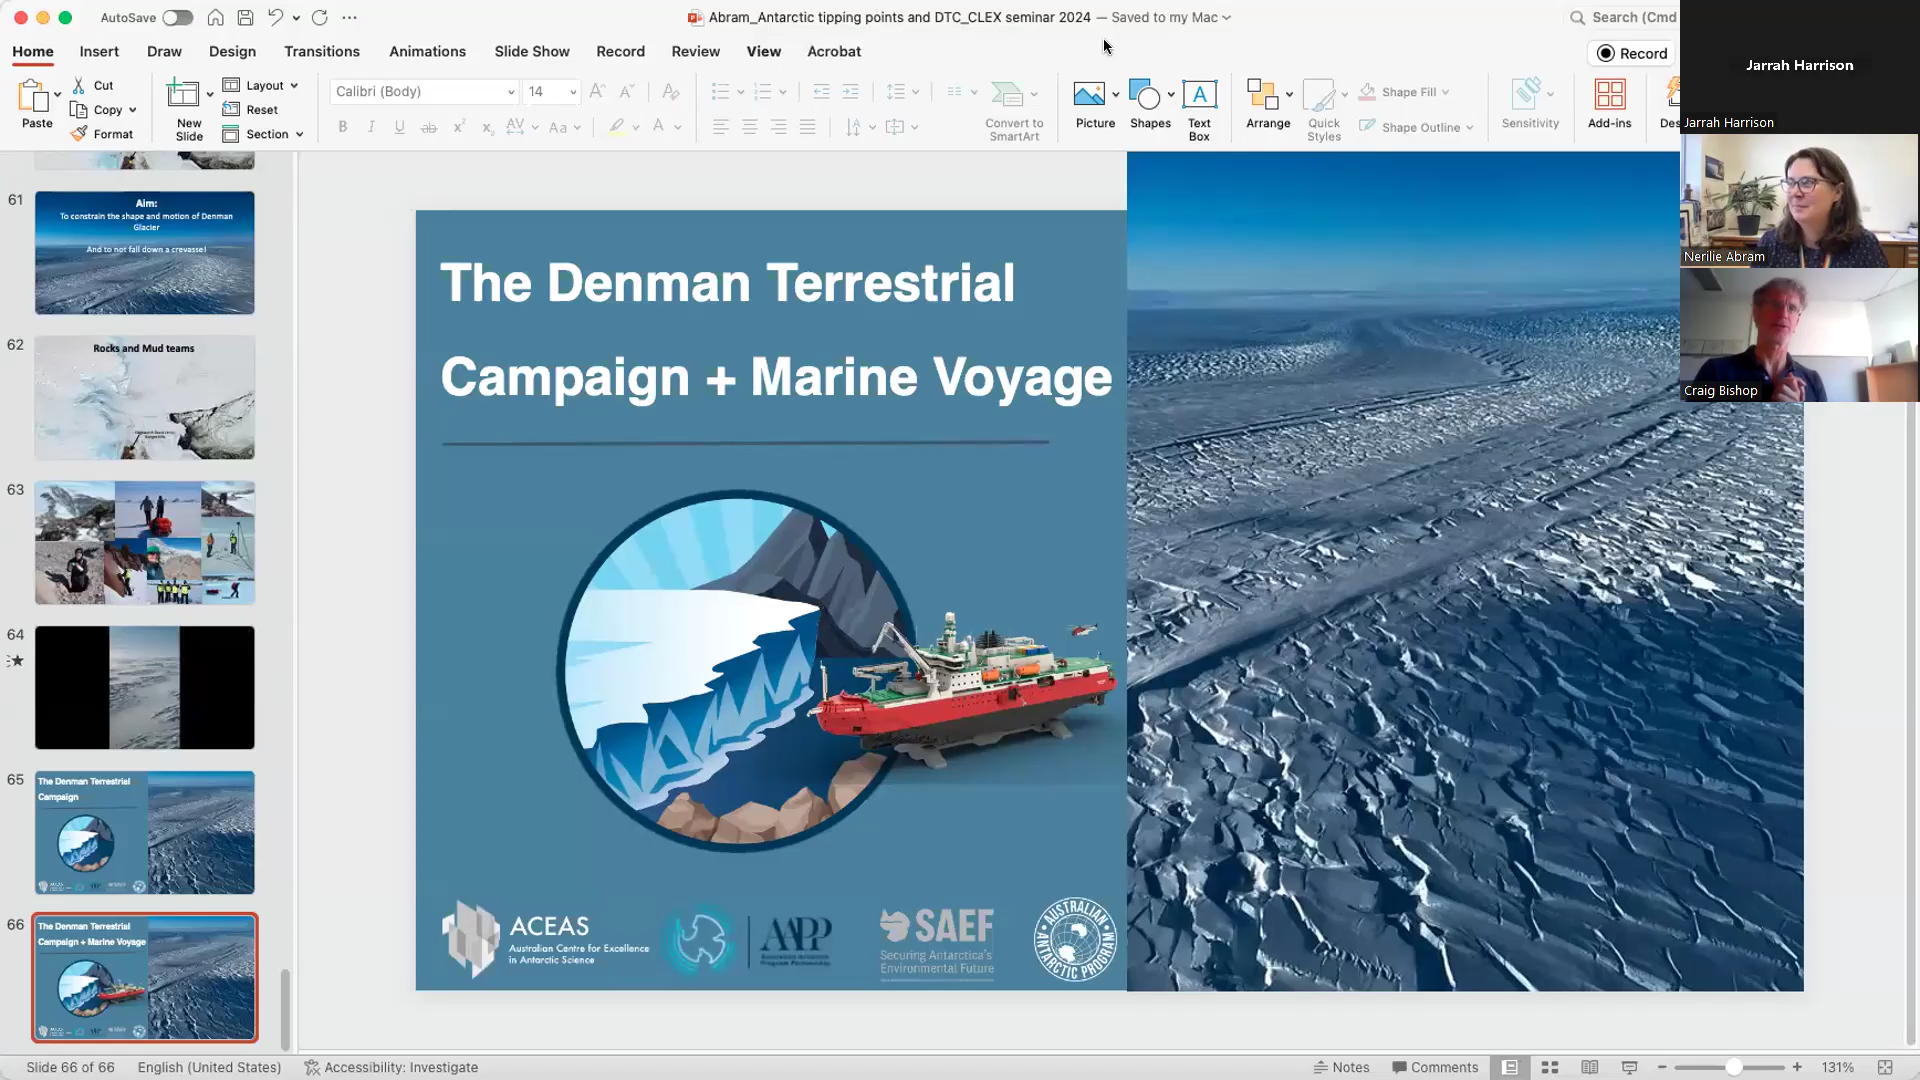 AutoSave
Abram_Antarctic tipping points and DTC_CLEX seminar 2024 — Saved to my Mac
Search (Cmd
Home Insert Draw Design Transitions Animations Slide Show Record Review View Acrobat
Record
Paste
Cut
Copy
Format
New
Slide
Layout
Reset
Section
Calibri (Body) 14
Convert to
SmartArt
Picture
Shapes
Text
Box
Arrange
Quick
Styles
Shape Fill
Shape Outline
Sensitivity
Add-ins
Des
Jarrah Harrison
Jarrah Harrison
Nerilie Abram
Craig Bishop
61
Aim:
To constrain the shape and motion of Denman
Glacier
And to not fall down a crevasse!
62
Rocks and Mud teams
63
64
65
The Denman Terrestrial
Campaign
66
The Denman Terrestrial
Campaign + Marine Voyage
The Denman Terrestrial
Campaign + Marine Voyage
ACEAS
Australian Centre for Excellence
in Antarctic Science
AAPP
Australian Antarctic
Program Partnership
SAEF
Securing Antarctica's
Environmental Future
AUSTRALIAN
ANTARCTIC PROGRAM
Slide 66 of 66 English (United States) Accessibility: Investigate
Notes Comments 131%